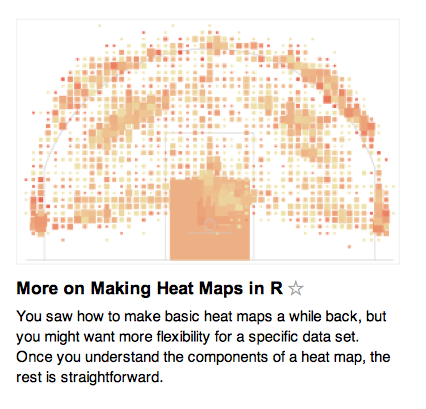 More on Making Heat Maps in R ☆
You saw how to make basic heat maps a while back, but
you might want more flexibility for a specific data set.
Once you understand the components of a heat map, the
rest is straightforward.